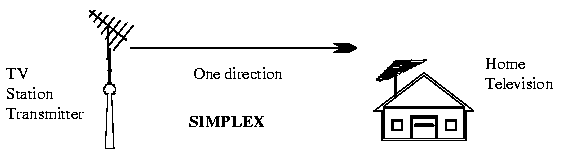 TV
Station
Transmitter
One direction
SIMPLEX
Home
Television